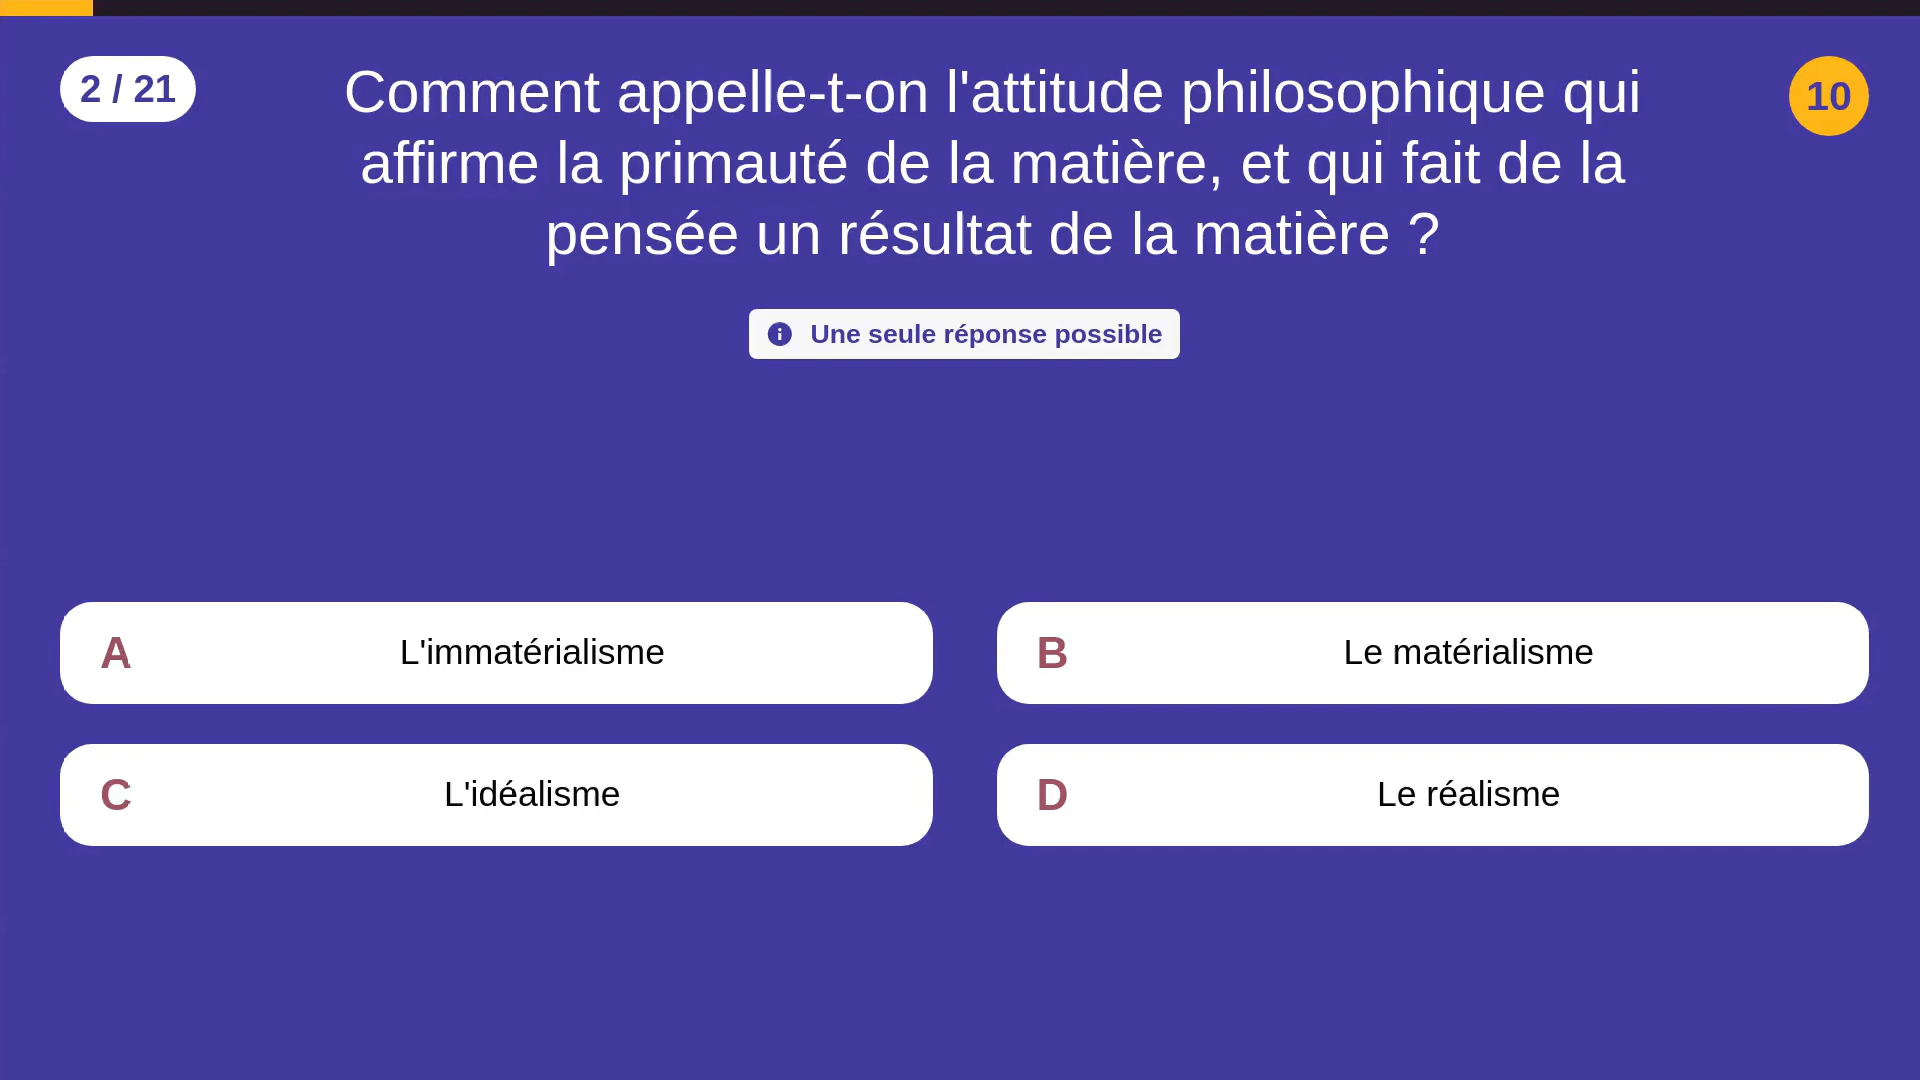 2 / 21
Comment appelle-t-on l'attitude philosophique qui
affirme la primauté de la matière, et qui fait de la
pensée un résultat de la matière ?
10
Une seule réponse possible
A L'immatérialisme
B Le matérialisme
C L'idéalisme
D Le réalisme